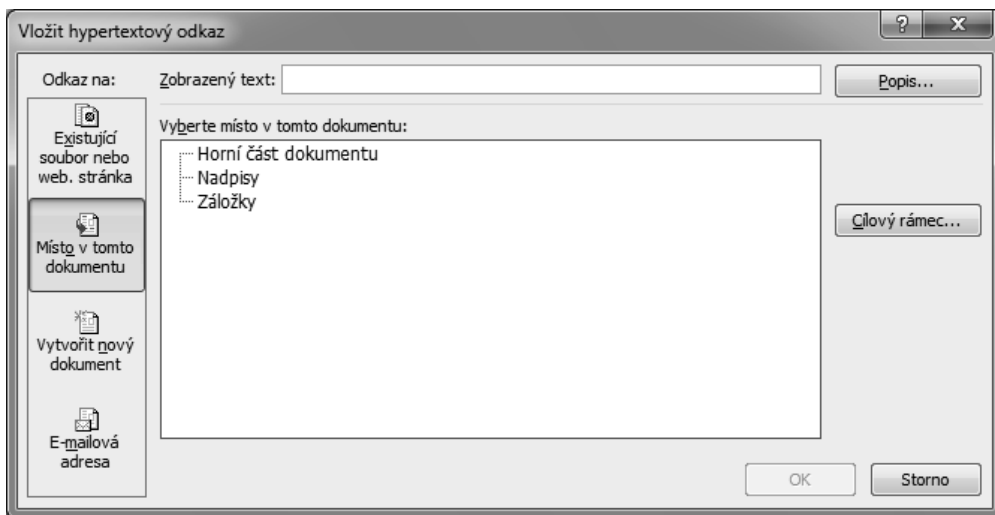 Vložit hypertextový odkaz
? X
Odkaz na:
Zobrazený text:
Popis...
Existující
soubor nebo
web. stránka
Místo v tomto
dokumentu
Vytvořit nový
dokument
E-mailová
adresa
Vyberte místo v tomto dokumentu:
Horní část dokumentu
Nadpisy
Záložky
Cílový rámec...
OK
Storno